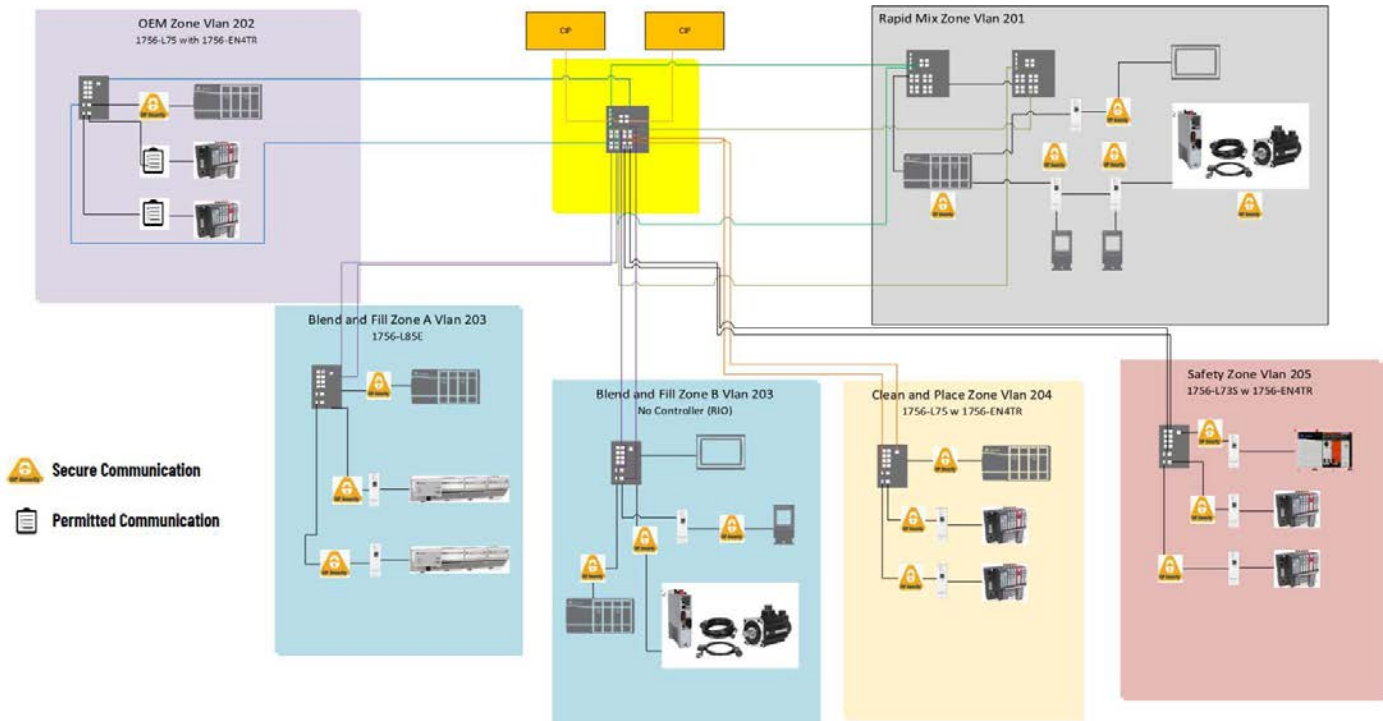 OEM Zone Vlan 202
1756-L75 with 1756-EN4TR
CIP
CIP
Rapid Mix Zone Vlan 201
Blend and Fill Zone A Vlan 203
1756-L85E
Blend and Fill Zone B Vlan 203
No Controller (RIO)
Clean and Place Zone Vlan 204
1756-L75 w 1756-EN4TR
Safety Zone Vlan 205
1756-L73S w 1756-EN4TR
CIP Security
Secure Communication
Permitted Communication